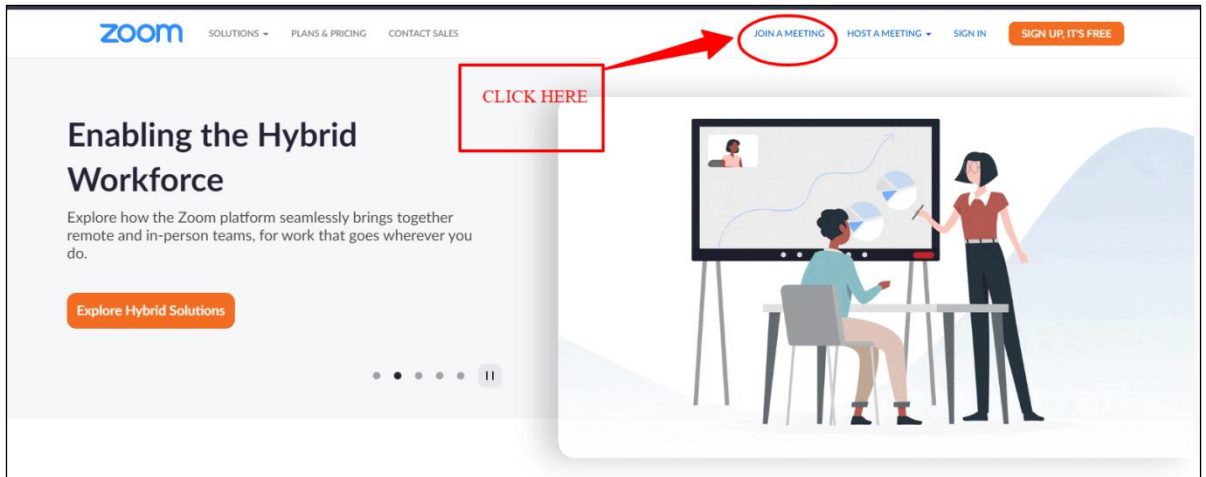 zoom SOLUTIONS PLANS & PRICING CONTACT SALES JOIN A MEETING HOST A MEETING SIGN IN SIGN UP, IT'S FREE
CLICK HERE
Enabling the Hybrid
Workforce
Explore how the Zoom platform seamlessly brings together
remote and in-person teams, for work that goes wherever you
do.
Explore Hybrid Solutions